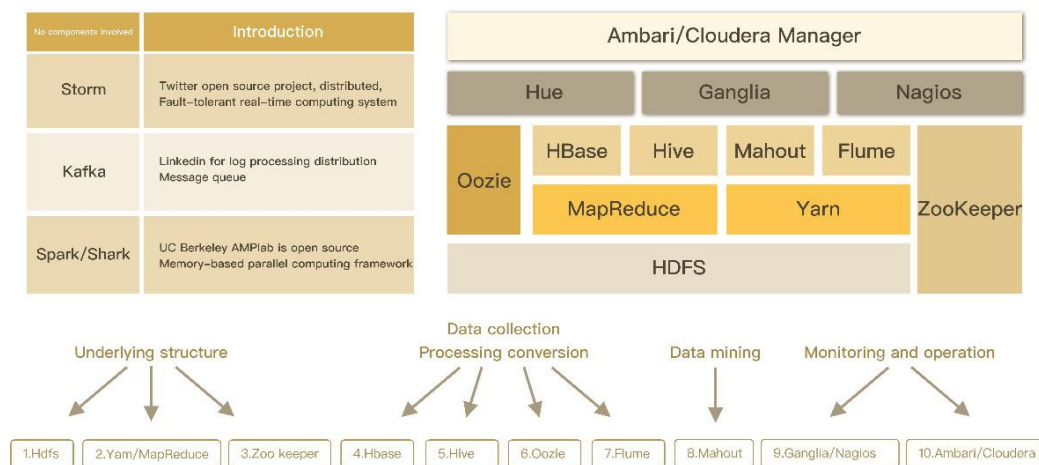 No components involved
Introduction
Storm
Twitter open source project, distributed,
Fault-tolerant real-time computing system
Kafka
Linkedin for log processing distribution
Message queue
Spark/Shark
UC Berkeley AMPlab is open source
Memory-based parallel computing framework
Ambari/Cloudera Manager
Hue
Ganglia
Nagios
Oozie
HBase
Hive
Mahout
Flume
MapReduce
Yarn
ZooKeeper
HDFS
Underlying structure
Data collection
Processing conversion
Data mining
Monitoring and operation
1.Hdfs
2.Yam/MapReduce
3.Zoo keeper
4.Hbase
5.Hive
6.Oozie
7.Flume
8.Mahout
9.Ganglia/Nagios
10.Ambari/Cloudera